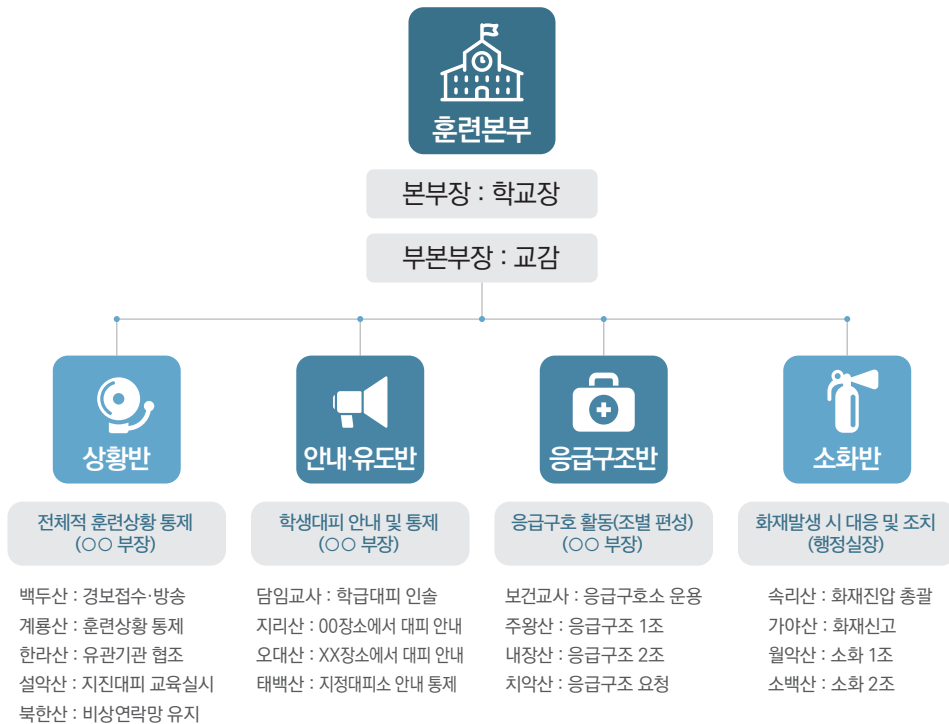 훈련본부
본부장 : 학교장
부본부장 : 교감
상황반
전체적 훈련상황 통제
(○○ 부장)
백두산 : 경보접수·방송
계룡산 : 훈련상황 통제
한라산 : 유관기관 협조
설악산 : 지진대피 교육실시
북한산 : 비상연락망 유지
안내·유도반
학생대피 안내 및 통제
(○○ 부장)
담임교사 : 학급대피 인솔
지리산 : 00장소에서 대피 안내
오대산 : XX장소에서 대피 안내
태백산 : 지정대피소 안내 통제
응급구조반
응급구호 활동(조별 편성)
(○○ 부장)
보건교사 : 응급구호소 운용
주왕산 : 응급구조 1조
내장산 : 응급구조 2조
치악산 : 응급구조 요청
소화반
화재발생 시 대응 및 조치
(행정실장)
속리산 : 화재진압 총괄
가야산 : 화재신고
월악산 : 소화 1조
소백산 : 소화 2조